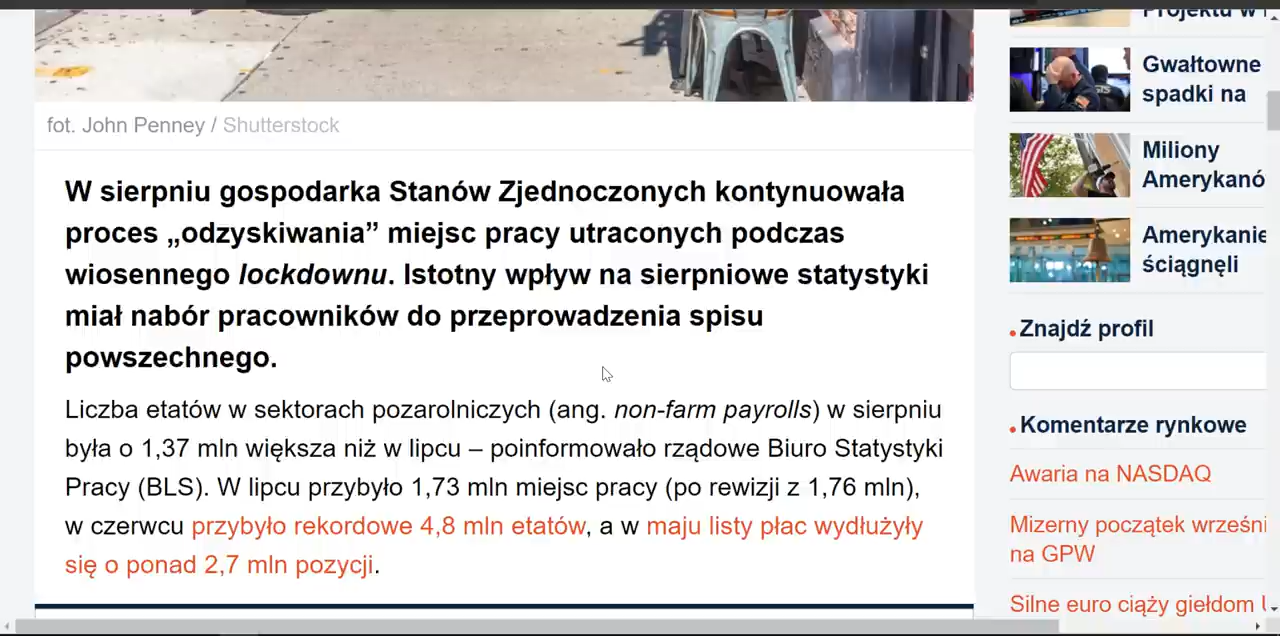 fot. John Penney / Shutterstock
W sierpniu gospodarka Stanów Zjednoczonych kontynuowała
proces „odzyskiwania” miejsc pracy utraconych podczas
wiosennego lockdownu. Istotny wpływ na sierpniowe statystyki
miał nabór pracowników do przeprowadzenia spisu
powszechnego.
Liczba etatów w sektorach pozarolniczych (ang. non-farm payrolls) w sierpniu
była o 1,37 mln większa niż w lipcu – poinformowało rządowe Biuro Statystyki
Pracy (BLS). W lipcu przybyło 1,73 mln miejsc pracy (po rewizji z 1,76 mln),
w czerwcu przybyło rekordowe 4,8 mln etatów, a w maju listy płac wydłużyły
się o ponad 2,7 mln pozycji.
Gwałtowne
spadki na
Miliony
Amerykanó
Amerykanie
ściągnęli
Znajdź profil
Komentarze rynkowe
Awaria na NASDAQ
Mizerny początek wrześni
na GPW
Silne euro ciąży giełdom